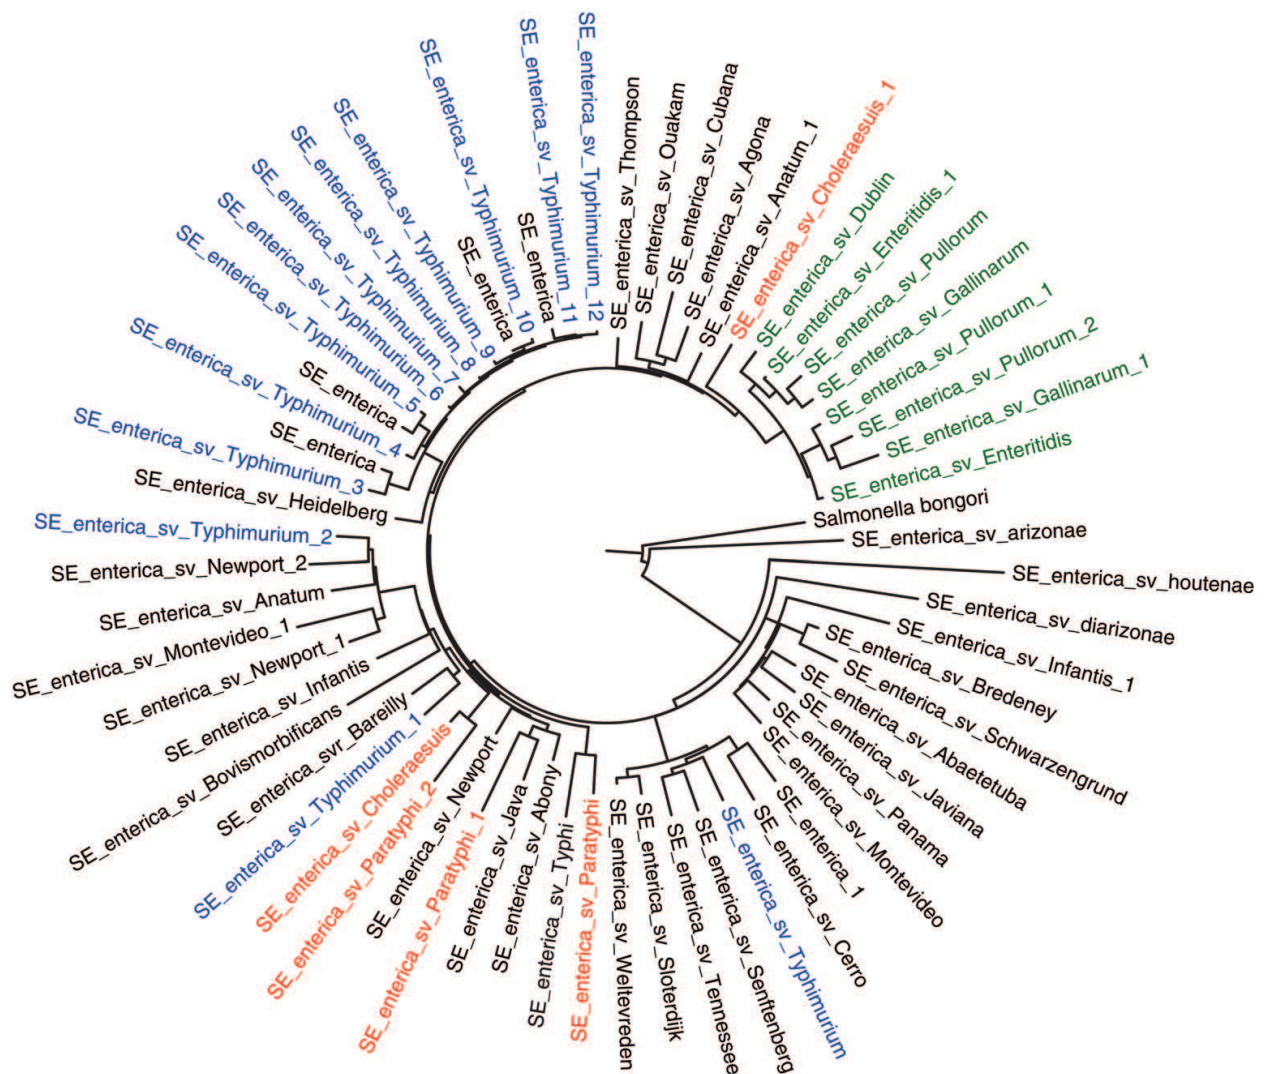 SE_enterica_sv_Typhimurium_12
SE_enterica_sv_Thompson
SE_enterica_sv_Ouakam
SE_enterica_sv_Cubana
SE_enterica_sv_Agona
SE_enterica_sv_Anatum_1
SE_enterica_sv_Choleraesuis_1
SE_enterica_sv_Dublin
SE_enterica_sv_Enteritidis_1
SE_enterica_sv_Pullorum
SE_enterica_sv_Gallinarum
SE_enterica_sv_Pullorum_1
SE_enterica_sv_Pullorum_2
SE_enterica_sv_Gallinarum_1
SE_enterica_sv_Enteritidis
Salmonella bongori
SE_enterica_sv_arizonae
SE_enterica_sv_houtenae
SE_enterica_sv_diarizonae
SE_enterica_sv_Infantis_1
SE_enterica_sv_Bredeney
SE_enterica_sv_Schwarzengrund
SE_enterica_sv_Abaetetuba
SE_enterica_sv_Javiana
SE_enterica_sv_Panama
SE_enterica_sv_Montevideo
SE_enterica_1
SE_enterica_sv_Cerro
SE_enterica_sv_Typhimurium
SE_enterica_sv_Senftenberg
SE_enterica_sv_Tennessee
SE_enterica_sv_Sloterdijk
SE_enterica_sv_Weltevreden
SE_enterica_sv_Paratyphi
SE_enterica_sv_Typhi
SE_enterica_sv_Abony
SE_enterica_sv_Java
SE_enterica_sv_Paratyphi_1
SE_enterica_sv_Newport
SE_enterica_sv_Paratyphi_2
SE_enterica_sv_Choleraesuis
SE_enterica_sv_Typhimurium_1
SE_enterica_svr_Bareilly
SE_enterica_sv_Bovismorbificans
SE_enterica_sv_Infantis
SE_enterica_sv_Newport_1
SE_enterica_sv_Montevideo_1
SE_enterica_sv_Anatum
SE_enterica_sv_Newport_2
SE_enterica_sv_Typhimurium_2
SE_enterica_sv_Heidelberg
SE_enterica_sv_Typhimurium_3
SE_enterica
SE_enterica_sv_Typhimurium_4
SE_enterica
SE_enterica_sv_Typhimurium_5
SE_enterica_sv_Typhimurium_6
SE_enterica_sv_Typhimurium_7
SE_enterica_sv_Typhimurium_8
SE_enterica_sv_Typhimurium_9
SE_enterica
SE_enterica_sv_Typhimurium_10
SE_enterica
SE_enterica_sv_Typhimurium_11